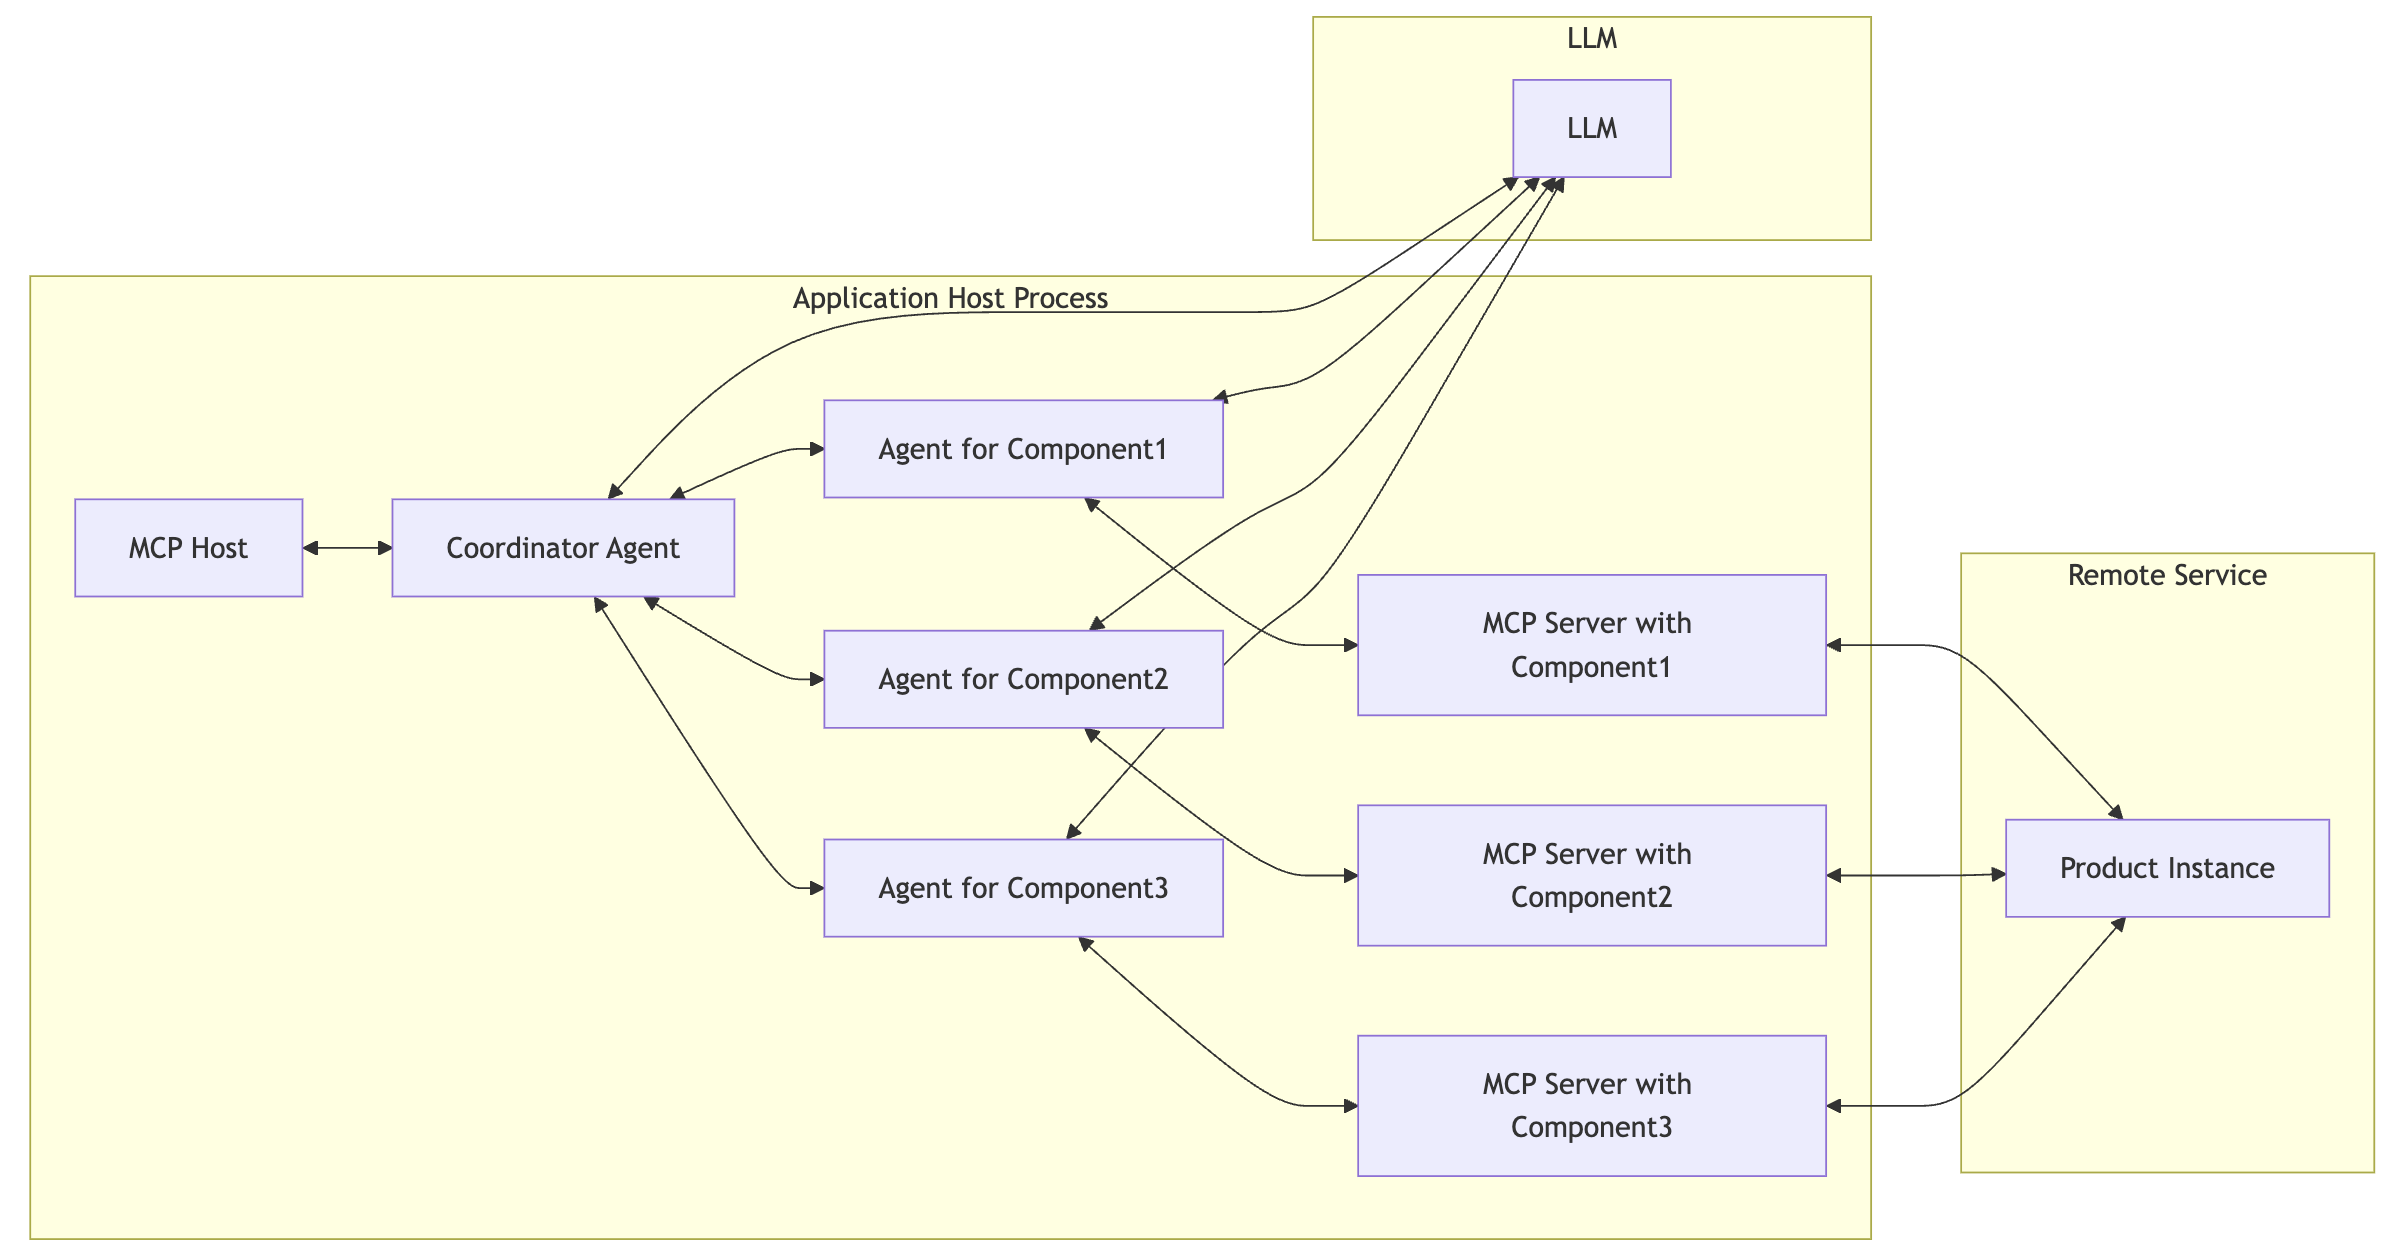 LLM
LLM
Application Host Process
Agent for Component1
MCP Host
Coordinator Agent
Agent for Component2
Agent for Component3
MCP Server with
Component1
MCP Server with
Component2
MCP Server with
Component3
Remote Service
Product Instance